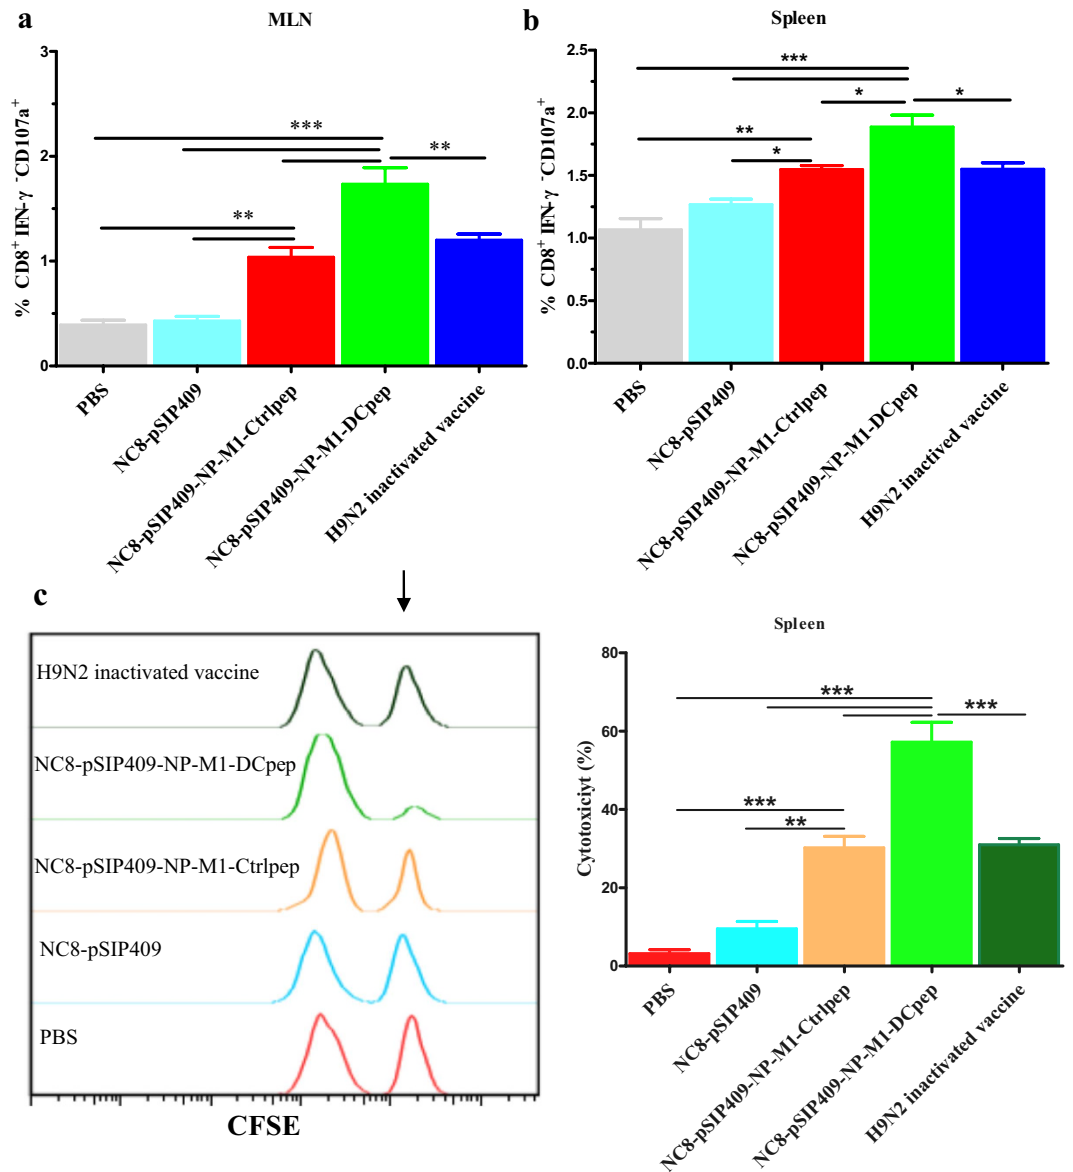 a
MLN
% CD8+ IFN-γ -CD107a+
3
2
1
0
***
**
**
PBS
NC8-pSIP409
NC8-pSIP409-NP-M1-Ctrlpep
NC8-pSIP409-NP-M1-DCpep
H9N2 inactivated vaccine
b
Spleen
% CD8+ IFN-γ -CD107a+
2.5
2.0
1.5
1.0
0.5
0.0
***
*
*
**
*
PBS
NC8-pSIP409
NC8-pSIP409-NP-M1-Ctrlpep
NC8-pSIP409-NP-M1-DCpep
H9N2 inactived vaccine
c
H9N2 inactivated vaccine
NC8-pSIP409-NP-M1-DCpep
NC8-pSIP409-NP-M1-Ctrlpep
NC8-pSIP409
PBS
CFSE
Spleen
Cytotoxiciyt (%)
80
60
40
20
0
***
***
***
**
PBS
NC8-pSIP409
NC8-pSIP409-NP-M1-Ctrlpep
NC8-pSIP409-NP-M1-DCpep
H9N2 inactivated vaccine